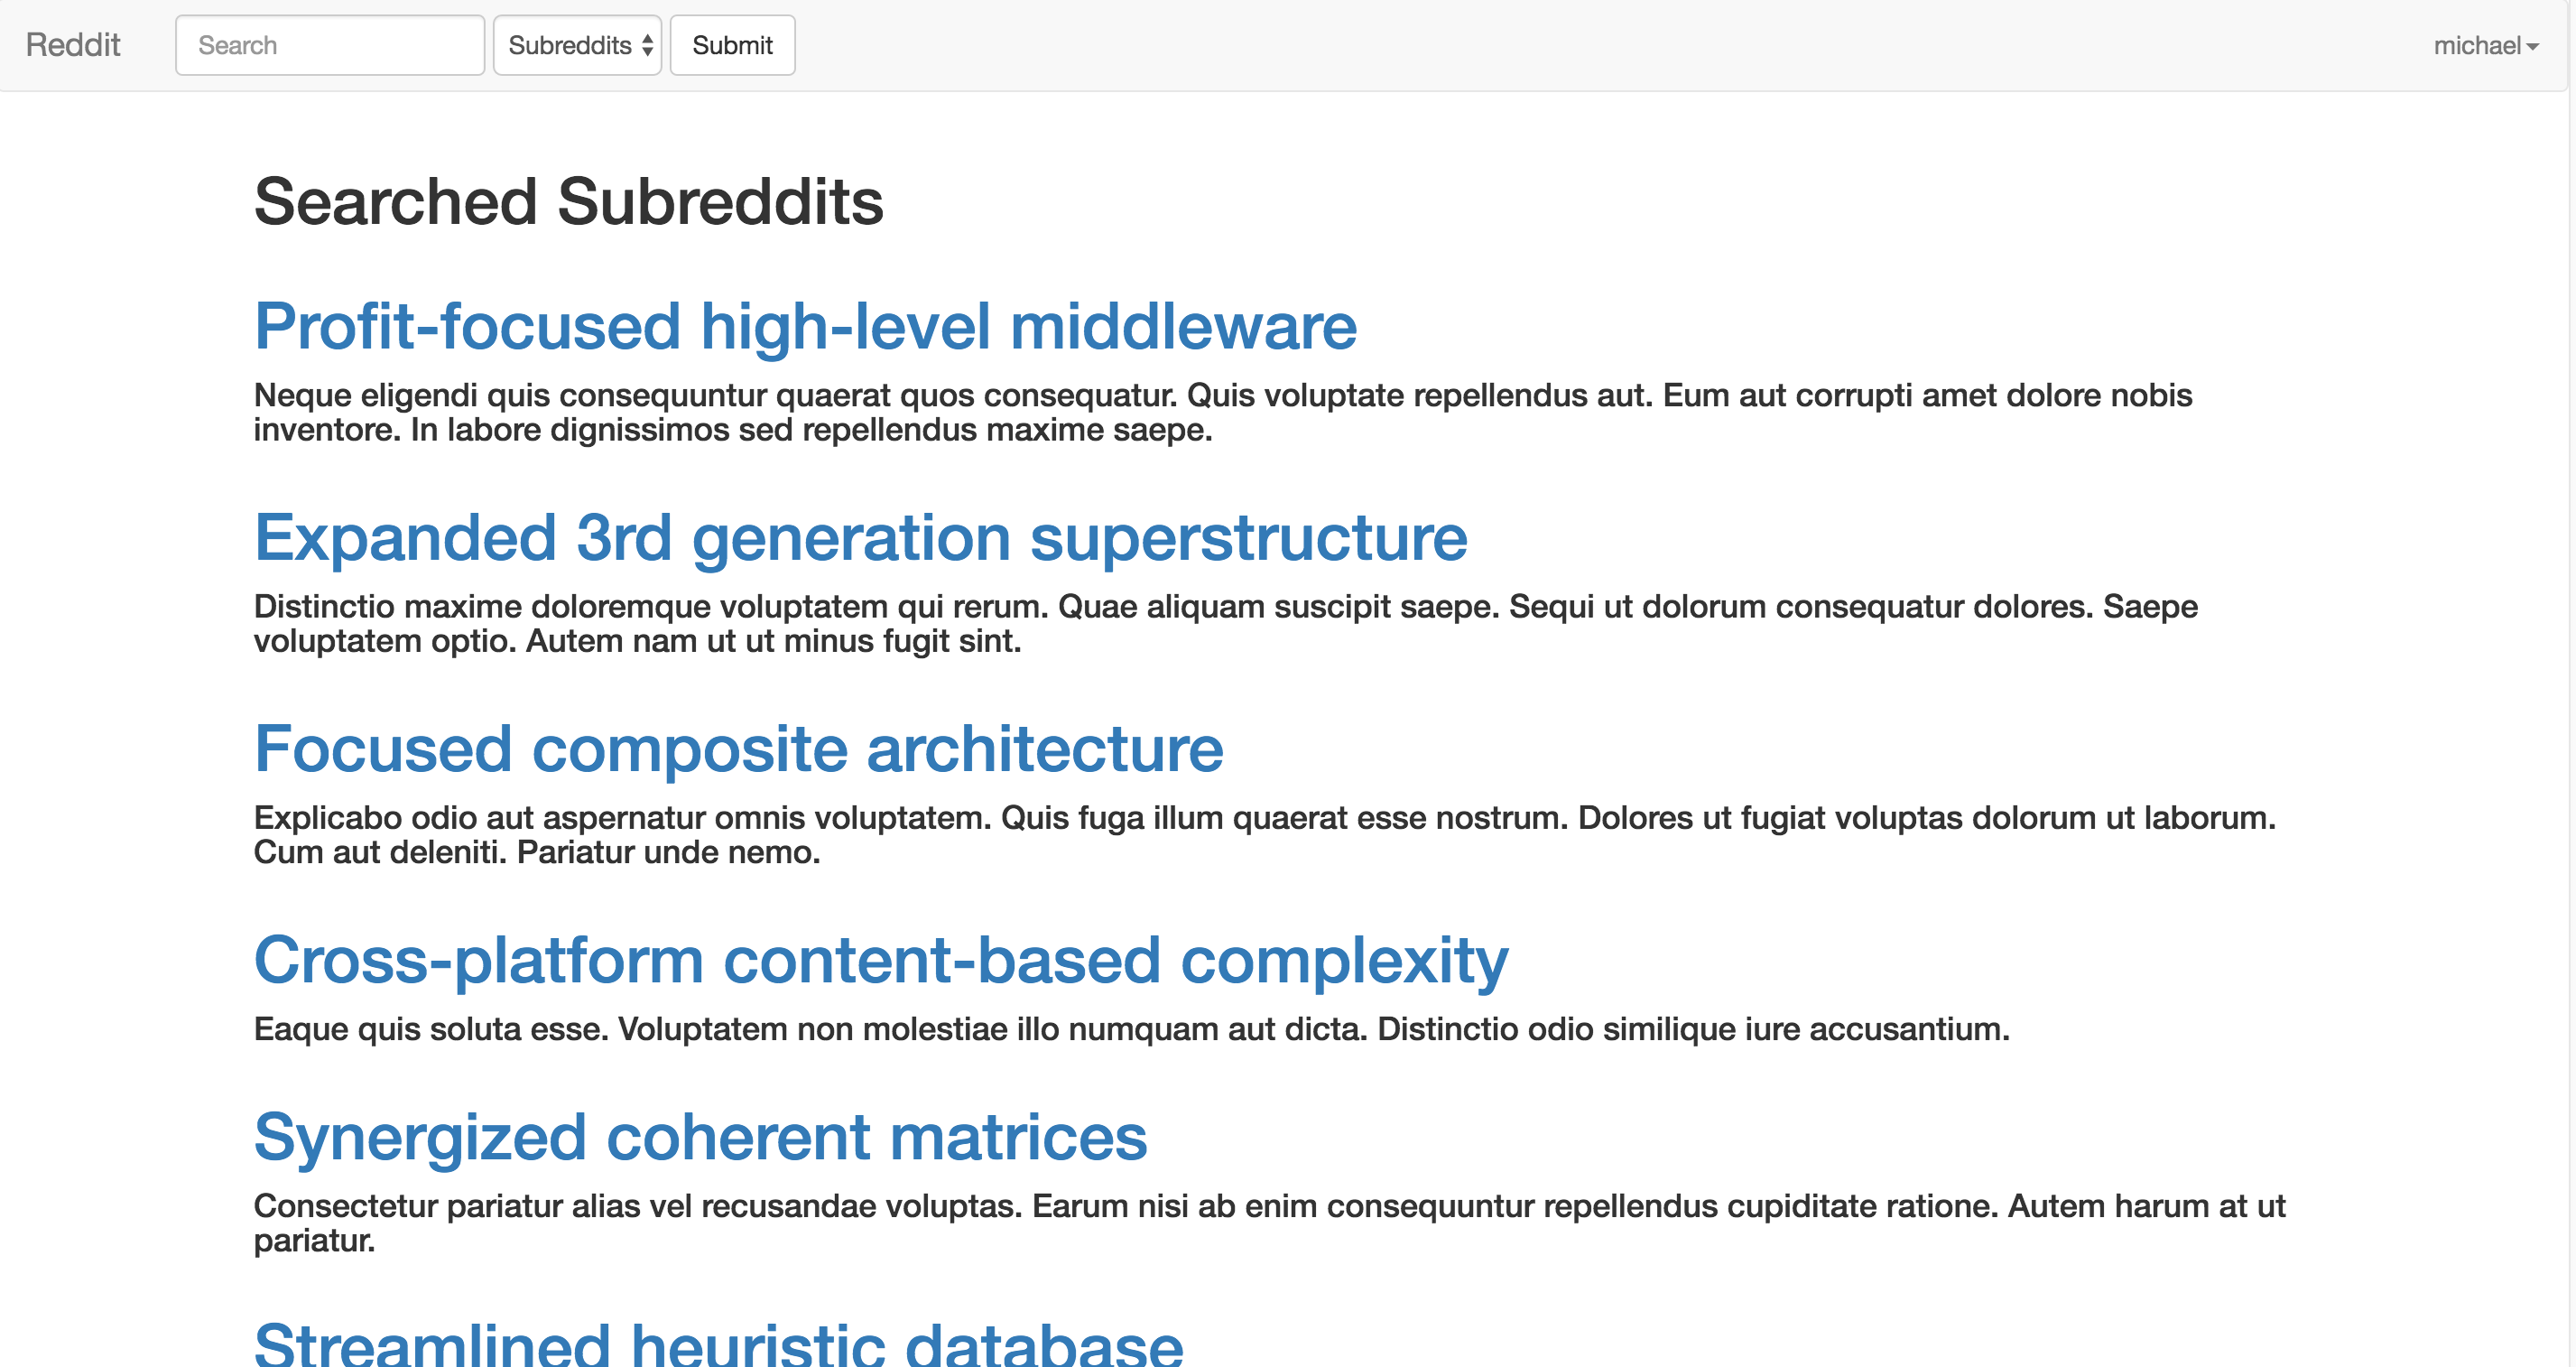 Reddit Search Subreddits Submit michael
Searched Subreddits
Profit-focused high-level middleware
Neque eligendi quis consequuntur quaerat quos consequatur. Quis voluptate repellendus aut. Eum aut corrupti amet dolore nobis
inventore. In labore dignissimos sed repellendus maxime saepe.
Expanded 3rd generation superstructure
Distinctio maxime doloremque voluptatem qui rerum. Quae aliquam suscipit saepe. Sequi ut dolorum consequatur dolores. Saepe
voluptatem optio. Autem nam ut ut minus fugit sint.
Focused composite architecture
Explicabo odio aut aspernatur omnis voluptatem. Quis fuga illum quaerat esse nostrum. Dolores ut fugiat voluptas dolorum ut laborum.
Cum aut deleniti. Pariatur unde nemo.
Cross-platform content-based complexity
Eaque quis soluta esse. Voluptatem non molestiae illo numquam aut dicta. Distinctio odio similique iure accusantium.
Synergized coherent matrices
Consectetur pariatur alias vel recusandae voluptas. Earum nisi ab enim consequuntur repellendus cupiditate ratione. Autem harum at ut
pariatur.
Streamlined heuristic database